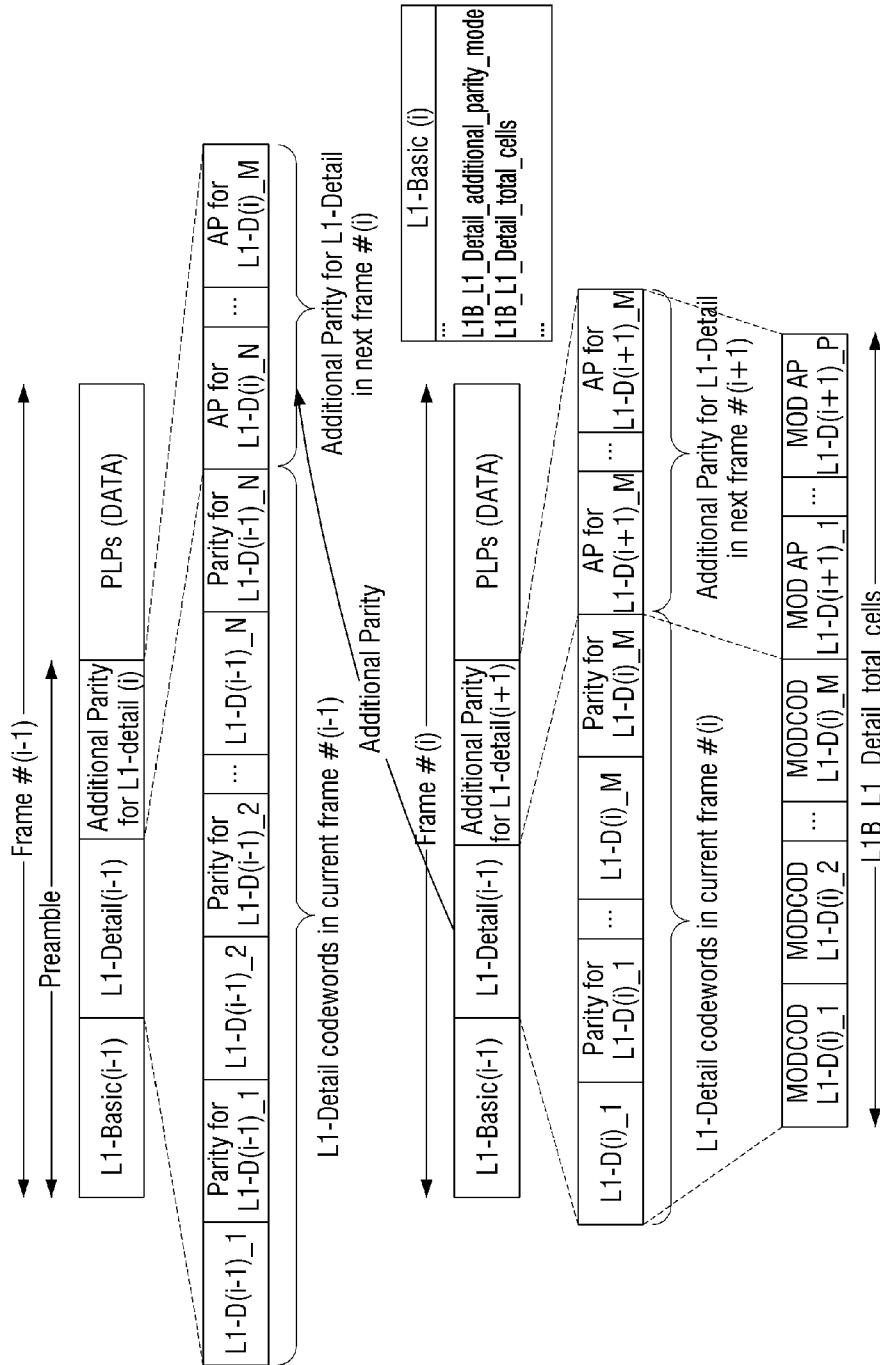 Frame #(i-1)
Preamble
L1-Basic(i-1)
L1-Detail(i-1)
Additional Parity
for L1-detail (i)
PLPs (DATA)
L1-D(i-1)_1
Parity for
L1-D(i-1)_1
L1-D(i-1)_2
Parity for
L1-D(i-1)_2
...
L1-D(i-1)_N
Parity for
L1-D(i-1)_N
AP for
L1-D(i)_N
...
AP for
L1-D(i)_M
L1-Detail codewords in current frame #(i-1)
Additional Parity for L1-Detail
in next frame #(i)
Additional Parity
Frame #(i)
L1-Basic(i-1)
L1-Detail(i-1)
Additional Parity
for L1-detail(i+1)
PLPs (DATA)
L1-Basic (i)
...
L1B_L1_Detail_additional_parity_mode
L1B_L1_Detail_total_cells
...
L1-D(i)_1
Parity for
L1-D(i)_1
...
L1-D(i)_M
Parity for
L1-D(i)_M
AP for
L1-D(i+1)_M
...
AP for
L1-D(i+1)_M
L1-Detail codewords in current frame #(i)
Additional Parity for L1-Detail
in next frame #(i+1)
MODCOD
L1-D(i)_1
MODCOD
L1-D(i)_2
...
MODCOD
L1-D(i)_M
MOD AP
L1-D(i+1)_1
...
MOD AP
L1-D(i+1)_P
L1B_L1_Detail_total_cells